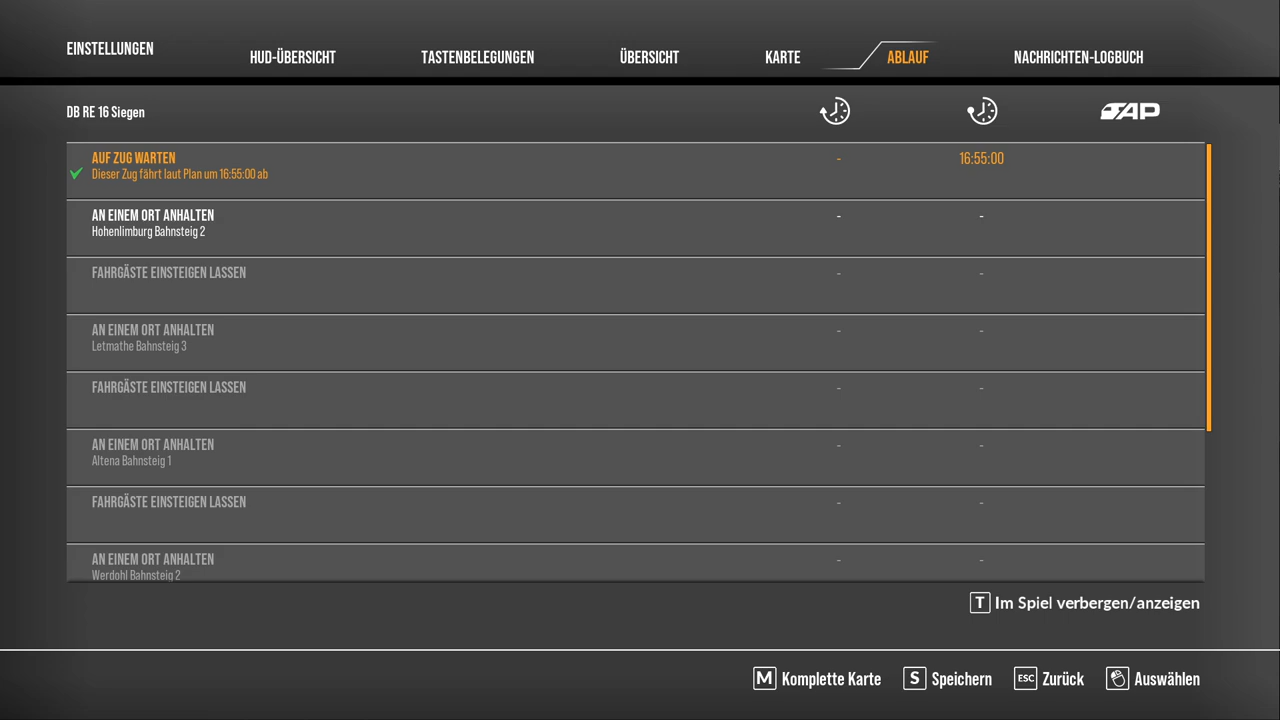 EINSTELLUNGEN
HUD-ÜBERSICHT
TASTENBELEGUNGEN
ÜBERSICHT
KARTE
ABLAUF
NACHRICHTEN-LOGBUCH
DB RE 16 Siegen
AP
AUF ZUG WARTEN - 16:55:00
Dieser Zug fährt laut Plan um 16:55:00 ab
AN EINEM ORT ANHALTEN - -
Hohenlimburg Bahnsteig 2
FAHRGÄSTE EINSTEIGEN LASSEN - -
AN EINEM ORT ANHALTEN - -
Letmathe Bahnsteig 3
FAHRGÄSTE EINSTEIGEN LASSEN - -
AN EINEM ORT ANHALTEN - -
Altena Bahnsteig 1
FAHRGÄSTE EINSTEIGEN LASSEN - -
AN EINEM ORT ANHALTEN - -
Werdohl Bahnsteig 2
T Im Spiel verbergen/anzeigen
M Komplette Karte
S Speichern
ESC Zurück
Auswählen